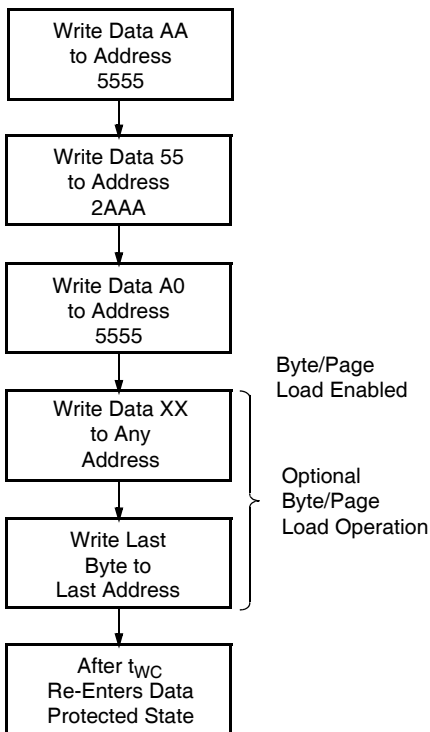 Write Data AA
to Address
5555
Write Data 55
to Address
2AAA
Write Data A0
to Address
5555
Byte/Page
Load Enabled
Write Data XX
to Any
Address
Optional
Byte/Page
Load Operation
Write Last
Byte to
Last Address
After tWC
Re-Enters Data
Protected State